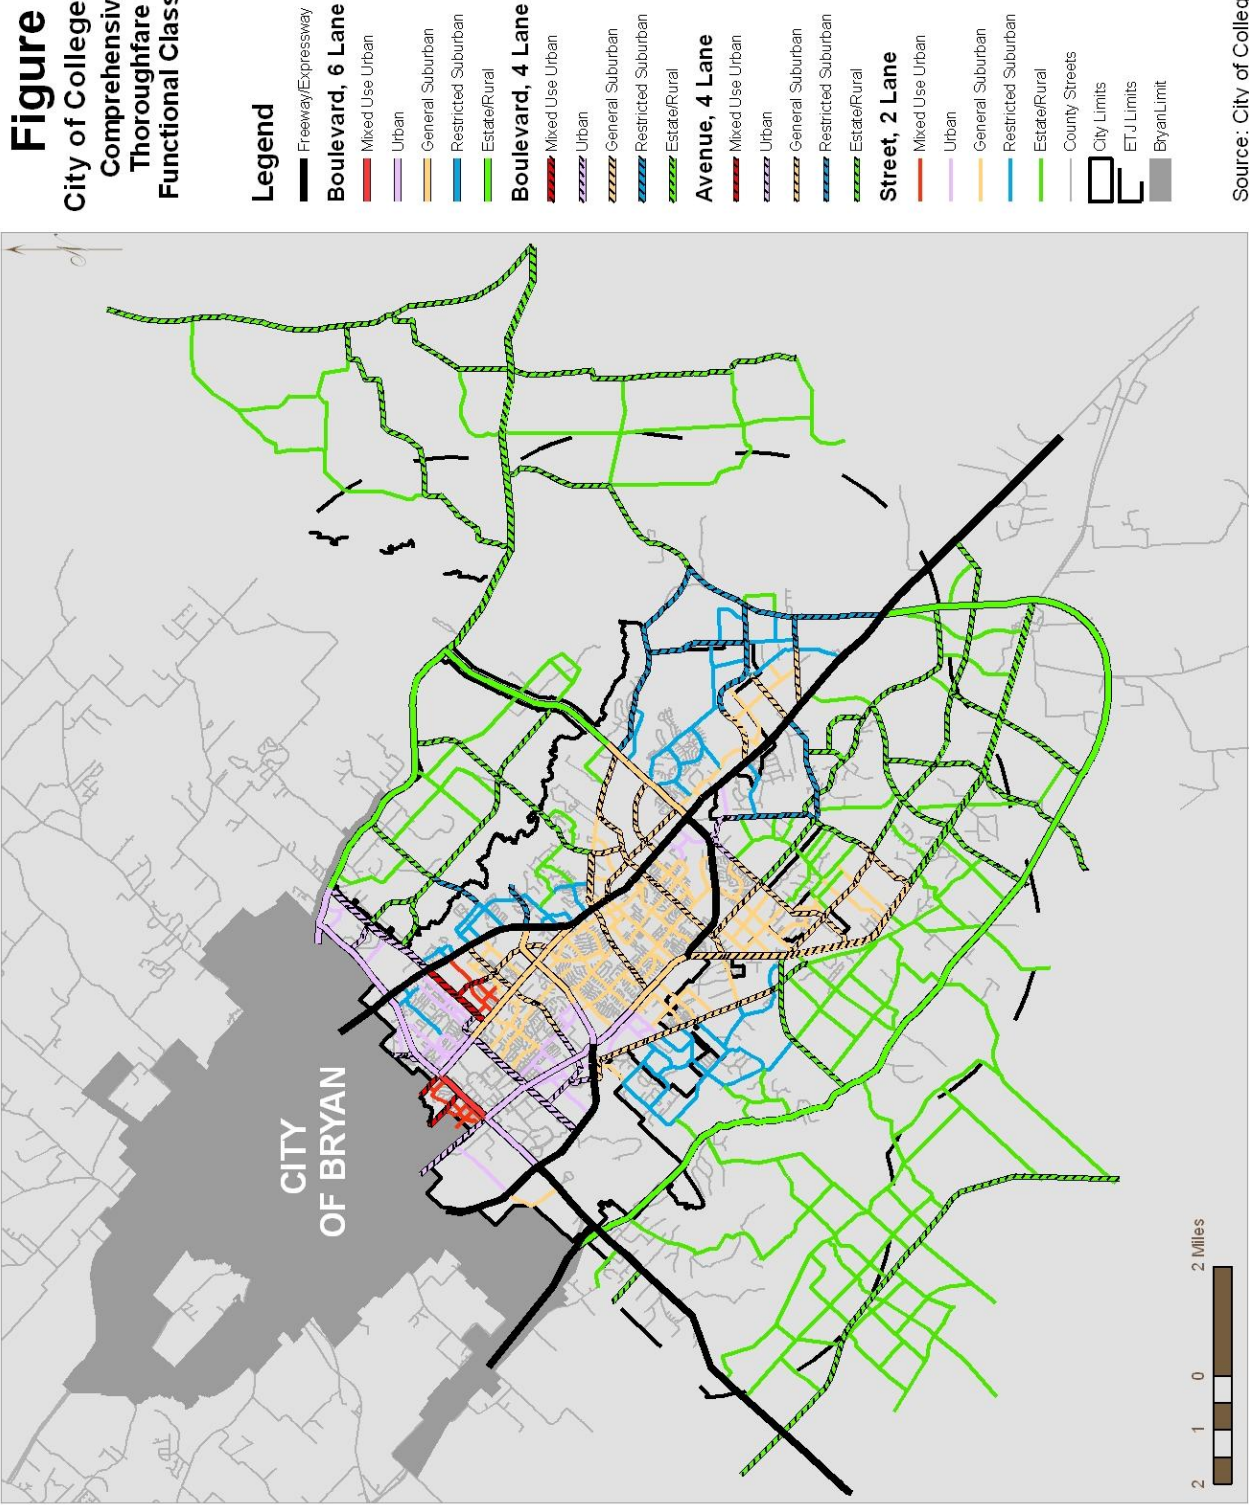 Figure
City of College
Comprehensiv
Thoroughfare
Functional Class
Legend
Freeway/Expressway
Boulevard, 6 Lane
Mixed Use Urban
Urban
General Suburban
Restricted Suburban
Estate/Rural
Boulevard, 4 Lane
Mixed Use Urban
Urban
General Suburban
Restricted Suburban
Estate/Rural
Avenue, 4 Lane
Mixed Use Urban
Urban
General Suburban
Restricted Suburban
Estate/Rural
Street, 2 Lane
Mixed Use Urban
Urban
General Suburban
Restricted Suburban
Estate/Rural
County Streets
City Limits
ETJ Limits
BryanLimit
Source: City of Colleg
CITY
OF BRYAN
2 1 0 2 Miles